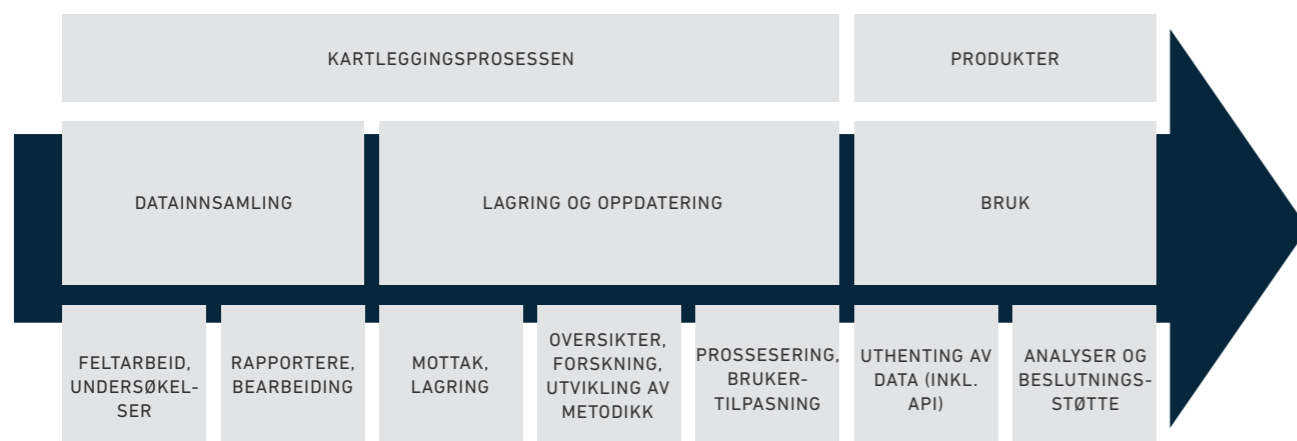 KARTLEGGINGSPROSESSEN
PRODUKTER
DATAINNSAMLING
LAGRING OG OPPDATERING
BRUK
FELTARBEID,
UNDERSØKEL-
SER
RAPPORTERE,
BEARBEIDING
MOTTAK,
LAGRING
OVERSIKTER,
FORSKNING,
UTVIKLING AV
METODIKK
PROSSESERING,
BRUKER-
TILPASNING
UTHENTING AV
DATA (INKL.
API)
ANALYSER OG
BESLUTNINGS-
STØTTE